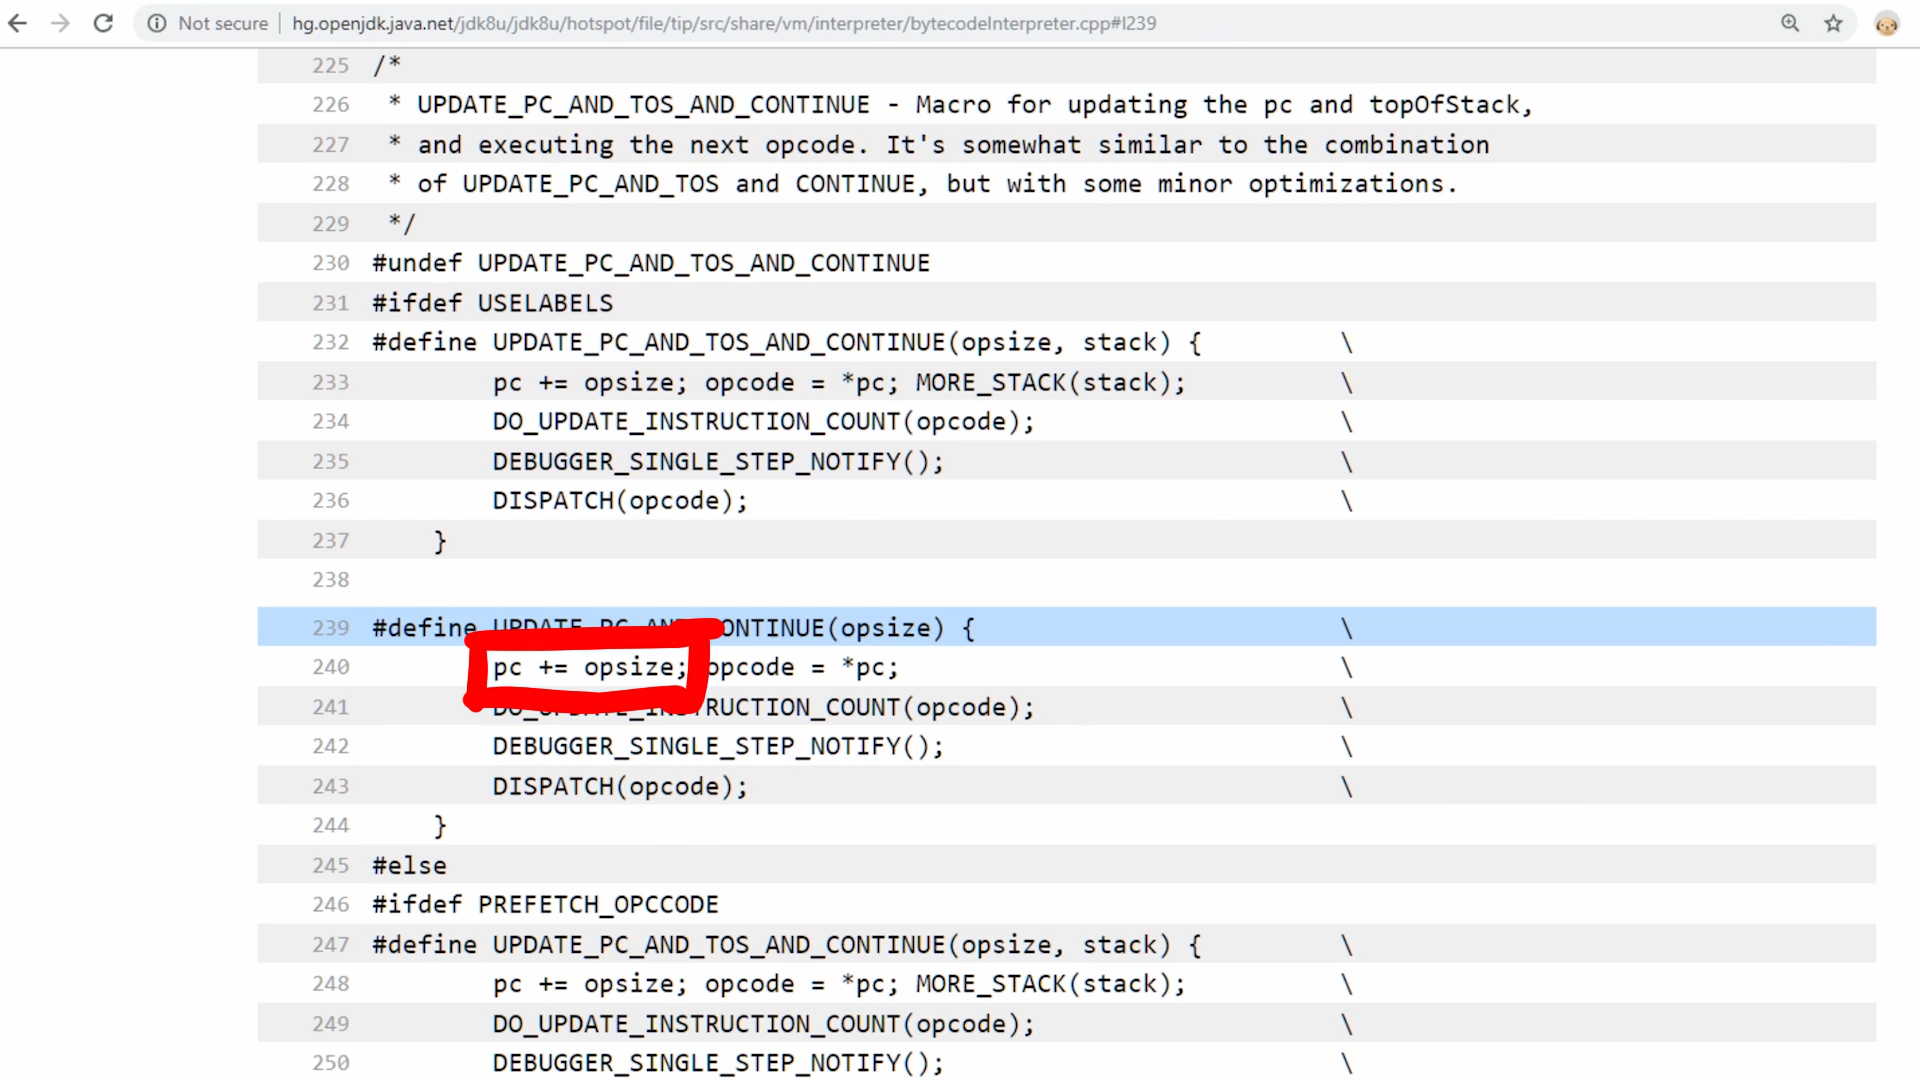 Not secure | hg.openjdk.java.net/jdk8u/jdk8u/hotspot/file/tip/src/share/vm/interpreter/bytecodeInterpreter.cpp#l239
225 /*
226 * UPDATE_PC_AND_TOS_AND_CONTINUE - Macro for updating the pc and topOfStack,
227 * and executing the next opcode. It's somewhat similar to the combination
228 * of UPDATE_PC_AND_TOS and CONTINUE, but with some minor optimizations.
229 */
230 #undef UPDATE_PC_AND_TOS_AND_CONTINUE
231 #ifdef USELABELS
232 #define UPDATE_PC_AND_TOS_AND_CONTINUE(opsize, stack) { \
233 pc += opsize; opcode = *pc; MORE_STACK(stack); \
234 DO_UPDATE_INSTRUCTION_COUNT(opcode); \
235 DEBUGGER_SINGLE_STEP_NOTIFY(); \
236 DISPATCH(opcode); \
237 }
238
239 #define UPDATE_PC_AND_CONTINUE(opsize) { \
240 pc += opsize; opcode = *pc; \
241 DO_UPDATE_INSTRUCTION_COUNT(opcode); \
242 DEBUGGER_SINGLE_STEP_NOTIFY(); \
243 DISPATCH(opcode); \
244 }
245 #else
246 #ifdef PREFETCH_OPCCODE
247 #define UPDATE_PC_AND_TOS_AND_CONTINUE(opsize, stack) { \
248 pc += opsize; opcode = *pc; MORE_STACK(stack); \
249 DO_UPDATE_INSTRUCTION_COUNT(opcode); \
250 DEBUGGER_SINGLE_STEP_NOTIFY(); \